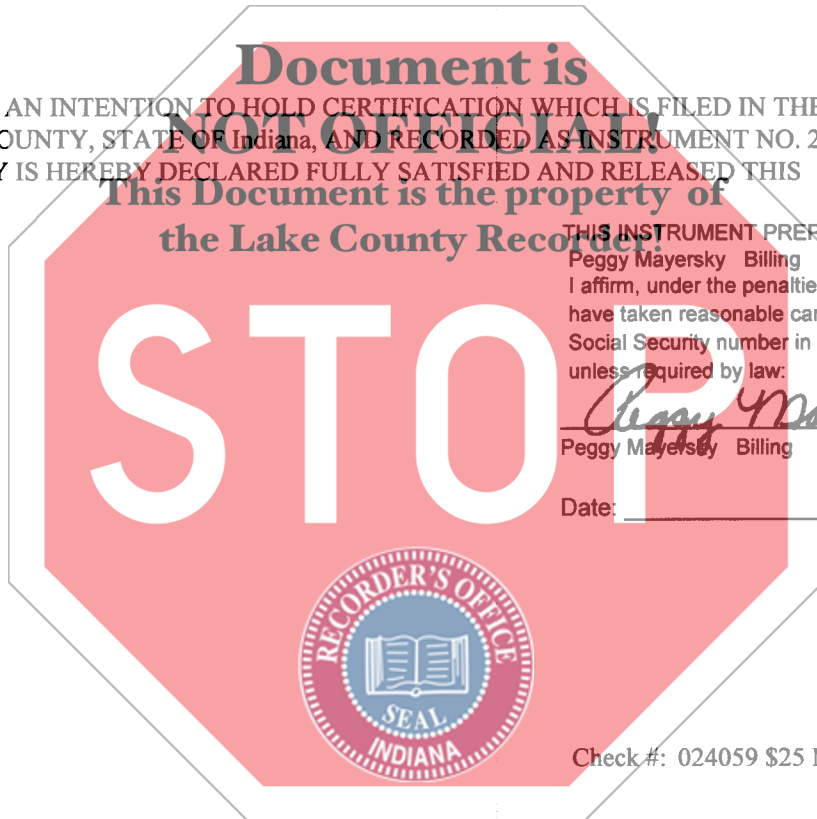 Document is
AN INTENTION TO HOLD CERTIFICATION WHICH IS FILED IN THE
NOT OFFICIAL!
OUNTY, STATE OF Indiana, AND RECORDED AS INSTRUMENT NO. 2
Y IS HEREBY DECLARED FULLY SATISFIED AND RELEASED THIS
This Document is the property of
the Lake County Recorder!
THIS INSTRUMENT PREP
Peggy Mayersky Billing
I affirm, under the penaltie
have taken reasonable car
Social Security number in
unless required by law:
STOP
Peggy Ma
Peggy Mayersky Billing
Date:
RECORDER'S OFFICE
SEAL
INDIANA
Check #: 024059 $25